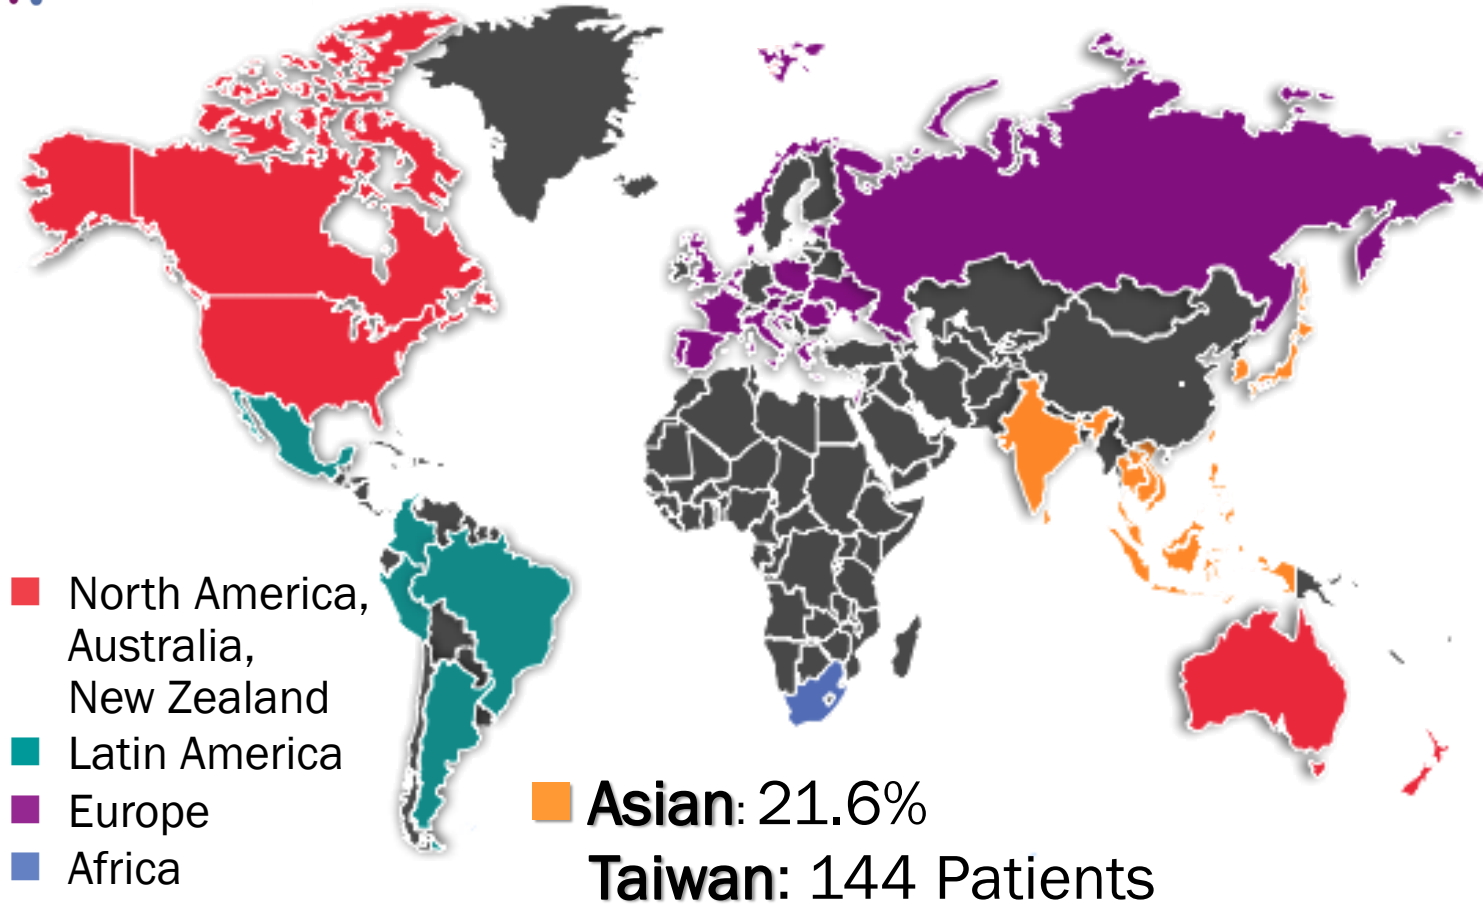 North America,
Australia,
New Zealand
Latin America
Europe
Africa
Asian: 21.6%
Taiwan: 144 Patients